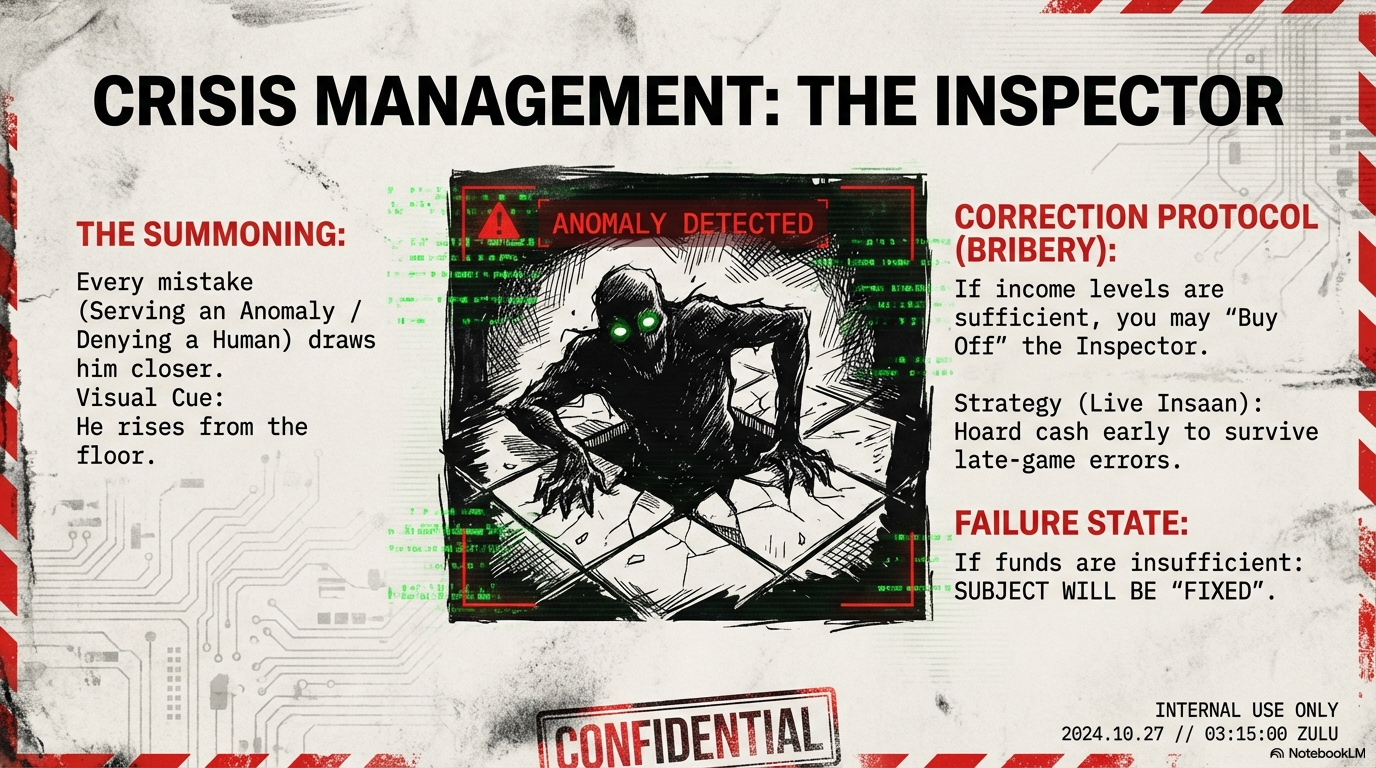 CRISIS MANAGEMENT: THE INSPECTOR
THE SUMMONING:
Every mistake
(Serving an Anomaly /
Denying a Human) draws
him closer.
Visual Cue:
He rises from the
floor.
ANOMALY DETECTED
CORRECTION PROTOCOL
(BRIBERY):
If income levels are
sufficient, you may “Buy
Off” the Inspector.
Strategy (Live Insaan):
Hoard cash early to survive
late-game errors.
FAILURE STATE:
If funds are insufficient:
SUBJECT WILL BE “FIXED”.
CONFIDENTIAL
INTERNAL USE ONLY
2024.10.27 // 03:15:00 ZULU
NotebookLM